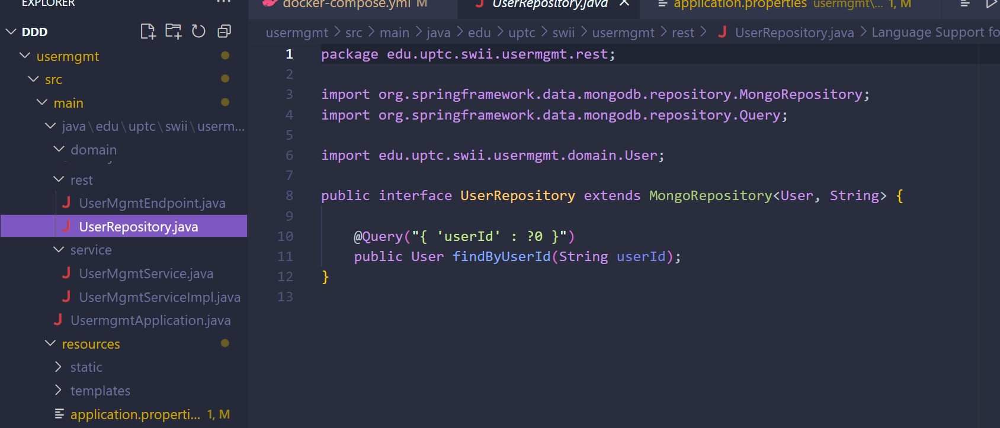 EXPLORER
DDD
usermgmt
src
main
java\edu\uptc\swii\userm...
domain
rest
UserMgmtEndpoint.java
UserRepository.java
service
UserMgmtService.java
UserMgmtServiceImpl.java
UsermgmtApplication.java
resources
static
templates
application.properti... 1, M
docker-compose.yml M
UserRepository.java
application.properties usermgmt\... 1, M
usermgmt > src > main > java > edu > uptc > swii > usermgmt > rest > UserRepository.java > Language Support fo
1 package edu.uptc.swii.usermgmt.rest;
2
3 import org.springframework.data.mongodb.repository.MongoRepository;
4 import org.springframework.data.mongodb.repository.Query;
5
6 import edu.uptc.swii.usermgmt.domain.User;
7
8 public interface UserRepository extends MongoRepository<User, String> {
9
10 @Query("{ 'userId' : ?0 }")
11 public User findByUserId(String userId);
12 }
13